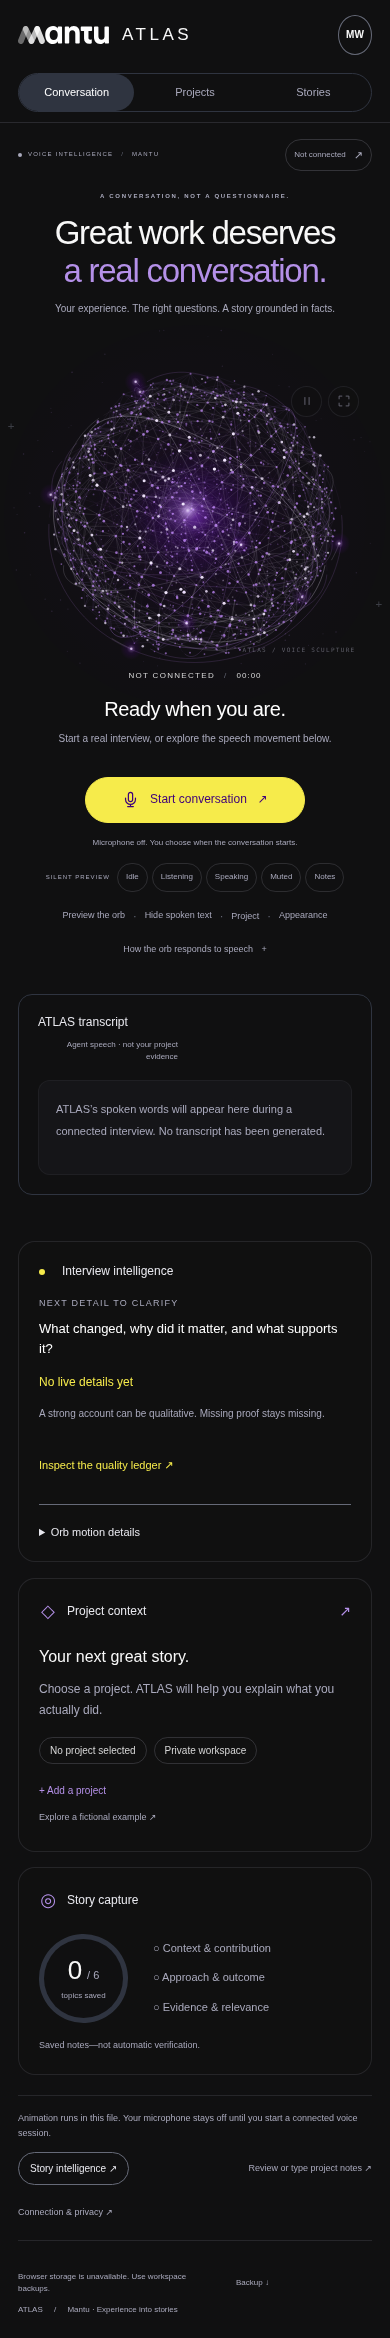 mantu ATLAS MW
Conversation Projects Stories
VOICE INTELLIGENCE / MANTU Not connected ↗
A CONVERSATION, NOT A QUESTIONNAIRE.
Great work deserves
a real conversation.
Your experience. The right questions. A story grounded in facts.
ATLAS / VOICE SCULPTURE
NOT CONNECTED / 00:00
Ready when you are.
Start a real interview, or explore the speech movement below.
Start conversation ↗
Microphone off. You choose when the conversation starts.
SILENT PREVIEW Idle Listening Speaking Muted Notes
Preview the orb · Hide spoken text · Project · Appearance
How the orb responds to speech +
ATLAS transcript
Agent speech · not your project
evidence
ATLAS's spoken words will appear here during a
connected interview. No transcript has been generated.
Interview intelligence
NEXT DETAIL TO CLARIFY
What changed, why did it matter, and what supports
it?
No live details yet
A strong account can be qualitative. Missing proof stays missing.
Inspect the quality ledger ↗
▶ Orb motion details
◇ Project context ↗
Your next great story.
Choose a project. ATLAS will help you explain what you
actually did.
No project selected Private workspace
+ Add a project
Explore a fictional example ↗
◎ Story capture
0 / 6
topics saved
○ Context & contribution
○ Approach & outcome
○ Evidence & relevance
Saved notes—not automatic verification.
Animation runs in this file. Your microphone stays off until you start a connected voice
session.
Story intelligence ↗ Review or type project notes ↗
Connection & privacy ↗
Browser storage is unavailable. Use workspace
backups.
Backup ↓
ATLAS / Mantu · Experience into stories